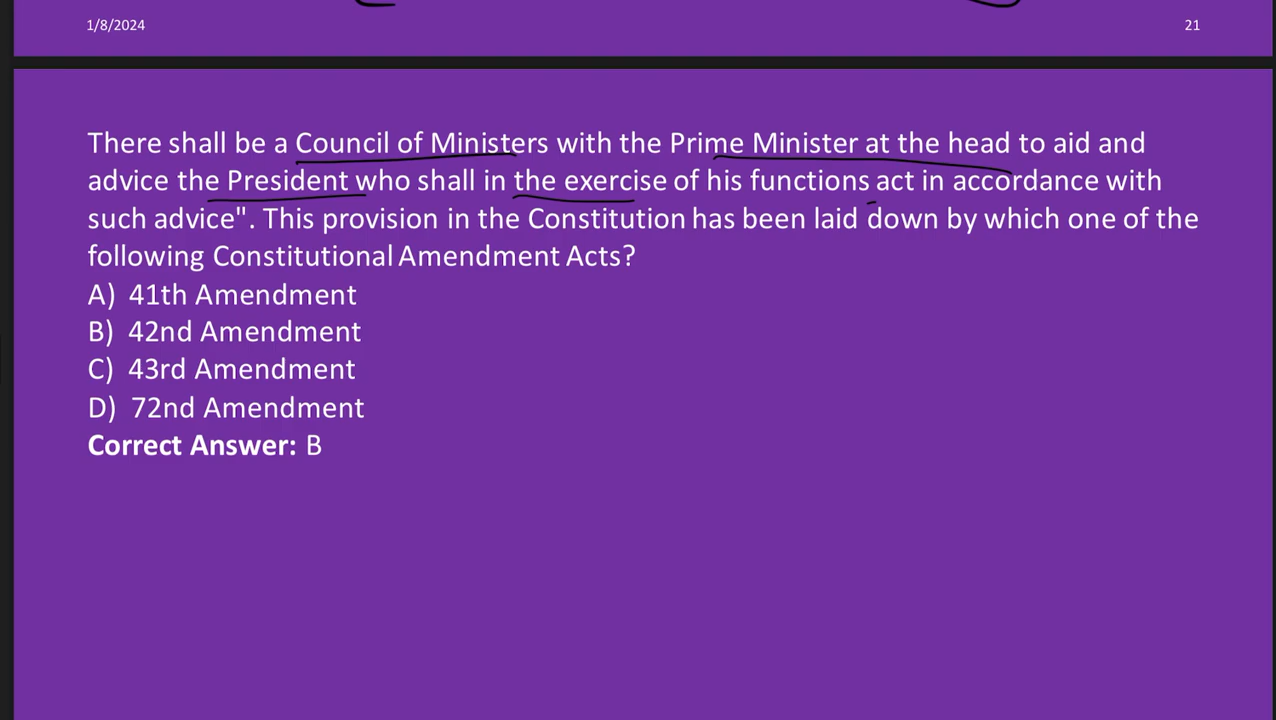 1/8/2024 21
There shall be a Council of Ministers with the Prime Minister at the head to aid and
advice the President who shall in the exercise of his functions act in accordance with
such advice". This provision in the Constitution has been laid down by which one of the
following Constitutional Amendment Acts?
A) 41th Amendment
B) 42nd Amendment
C) 43rd Amendment
D) 72nd Amendment
Correct Answer: B